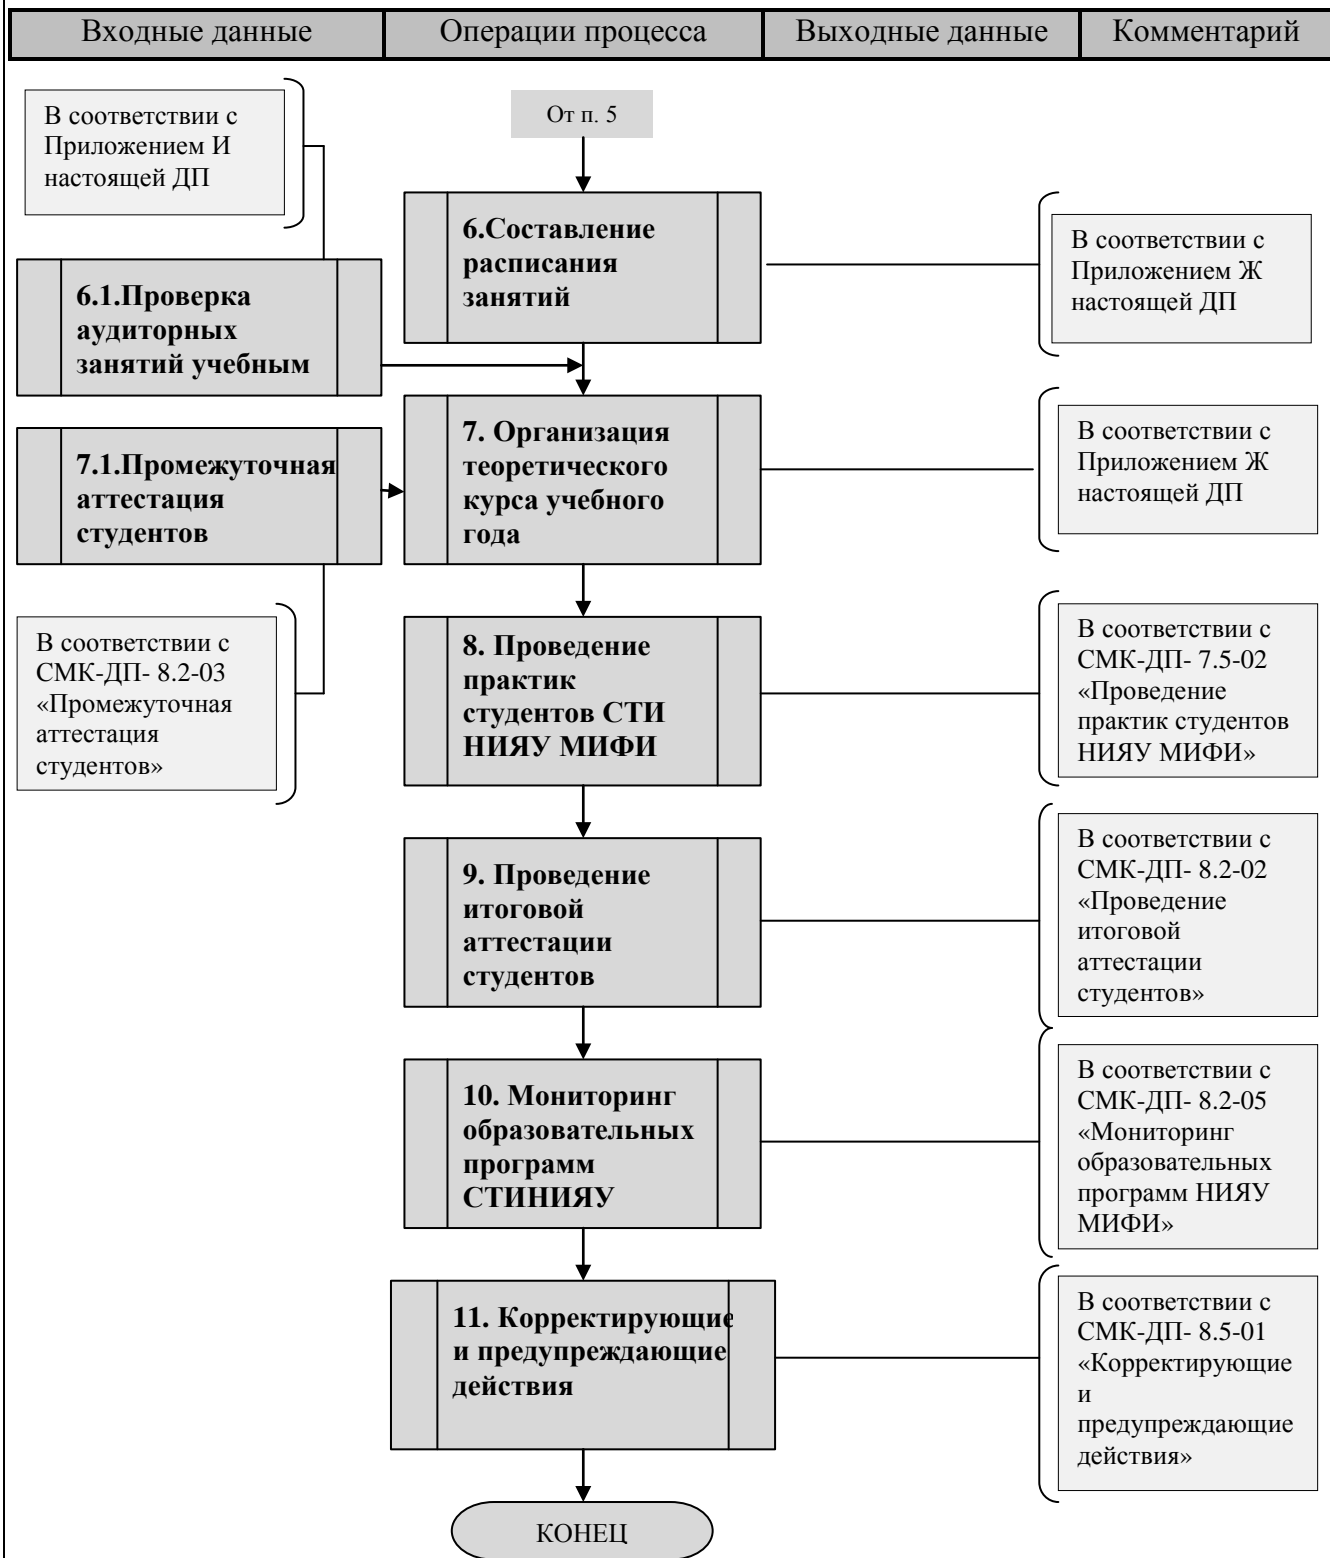 Входные данные
Операции процесса
Выходные данные
Комментарий
В соответствии с
Приложением И
настоящей ДП
От п. 5
6.Составление
расписания
занятий
В соответствии с
Приложением Ж
настоящей ДП
6.1.Проверка
аудиторных
занятий учебным
7. Организация
теоретического
курса учебного
года
В соответствии с
Приложением Ж
настоящей ДП
7.1.Промежуточная
аттестация
студентов
В соответствии с
СМК-ДП- 8.2-03
«Промежуточная
аттестация
студентов»
8. Проведение
практик
студентов СТИ
НИЯУ МИФИ
В соответствии с
СМК-ДП- 7.5-02
«Проведение
практик студентов
НИЯУ МИФИ»
9. Проведение
итоговой
аттестации
студентов
В соответствии с
СМК-ДП- 8.2-02
«Проведение
итоговой
аттестации
студентов»
10. Мониторинг
образовательных
программ
СТИНИЯУ
В соответствии с
СМК-ДП- 8.2-05
«Мониторинг
образовательных
программ НИЯУ
МИФИ»
11. Корректирующие
и предупреждающие
действия
В соответствии с
СМК-ДП- 8.5-01
«Корректирующие
и
предупреждающие
действия»
КОНЕЦ